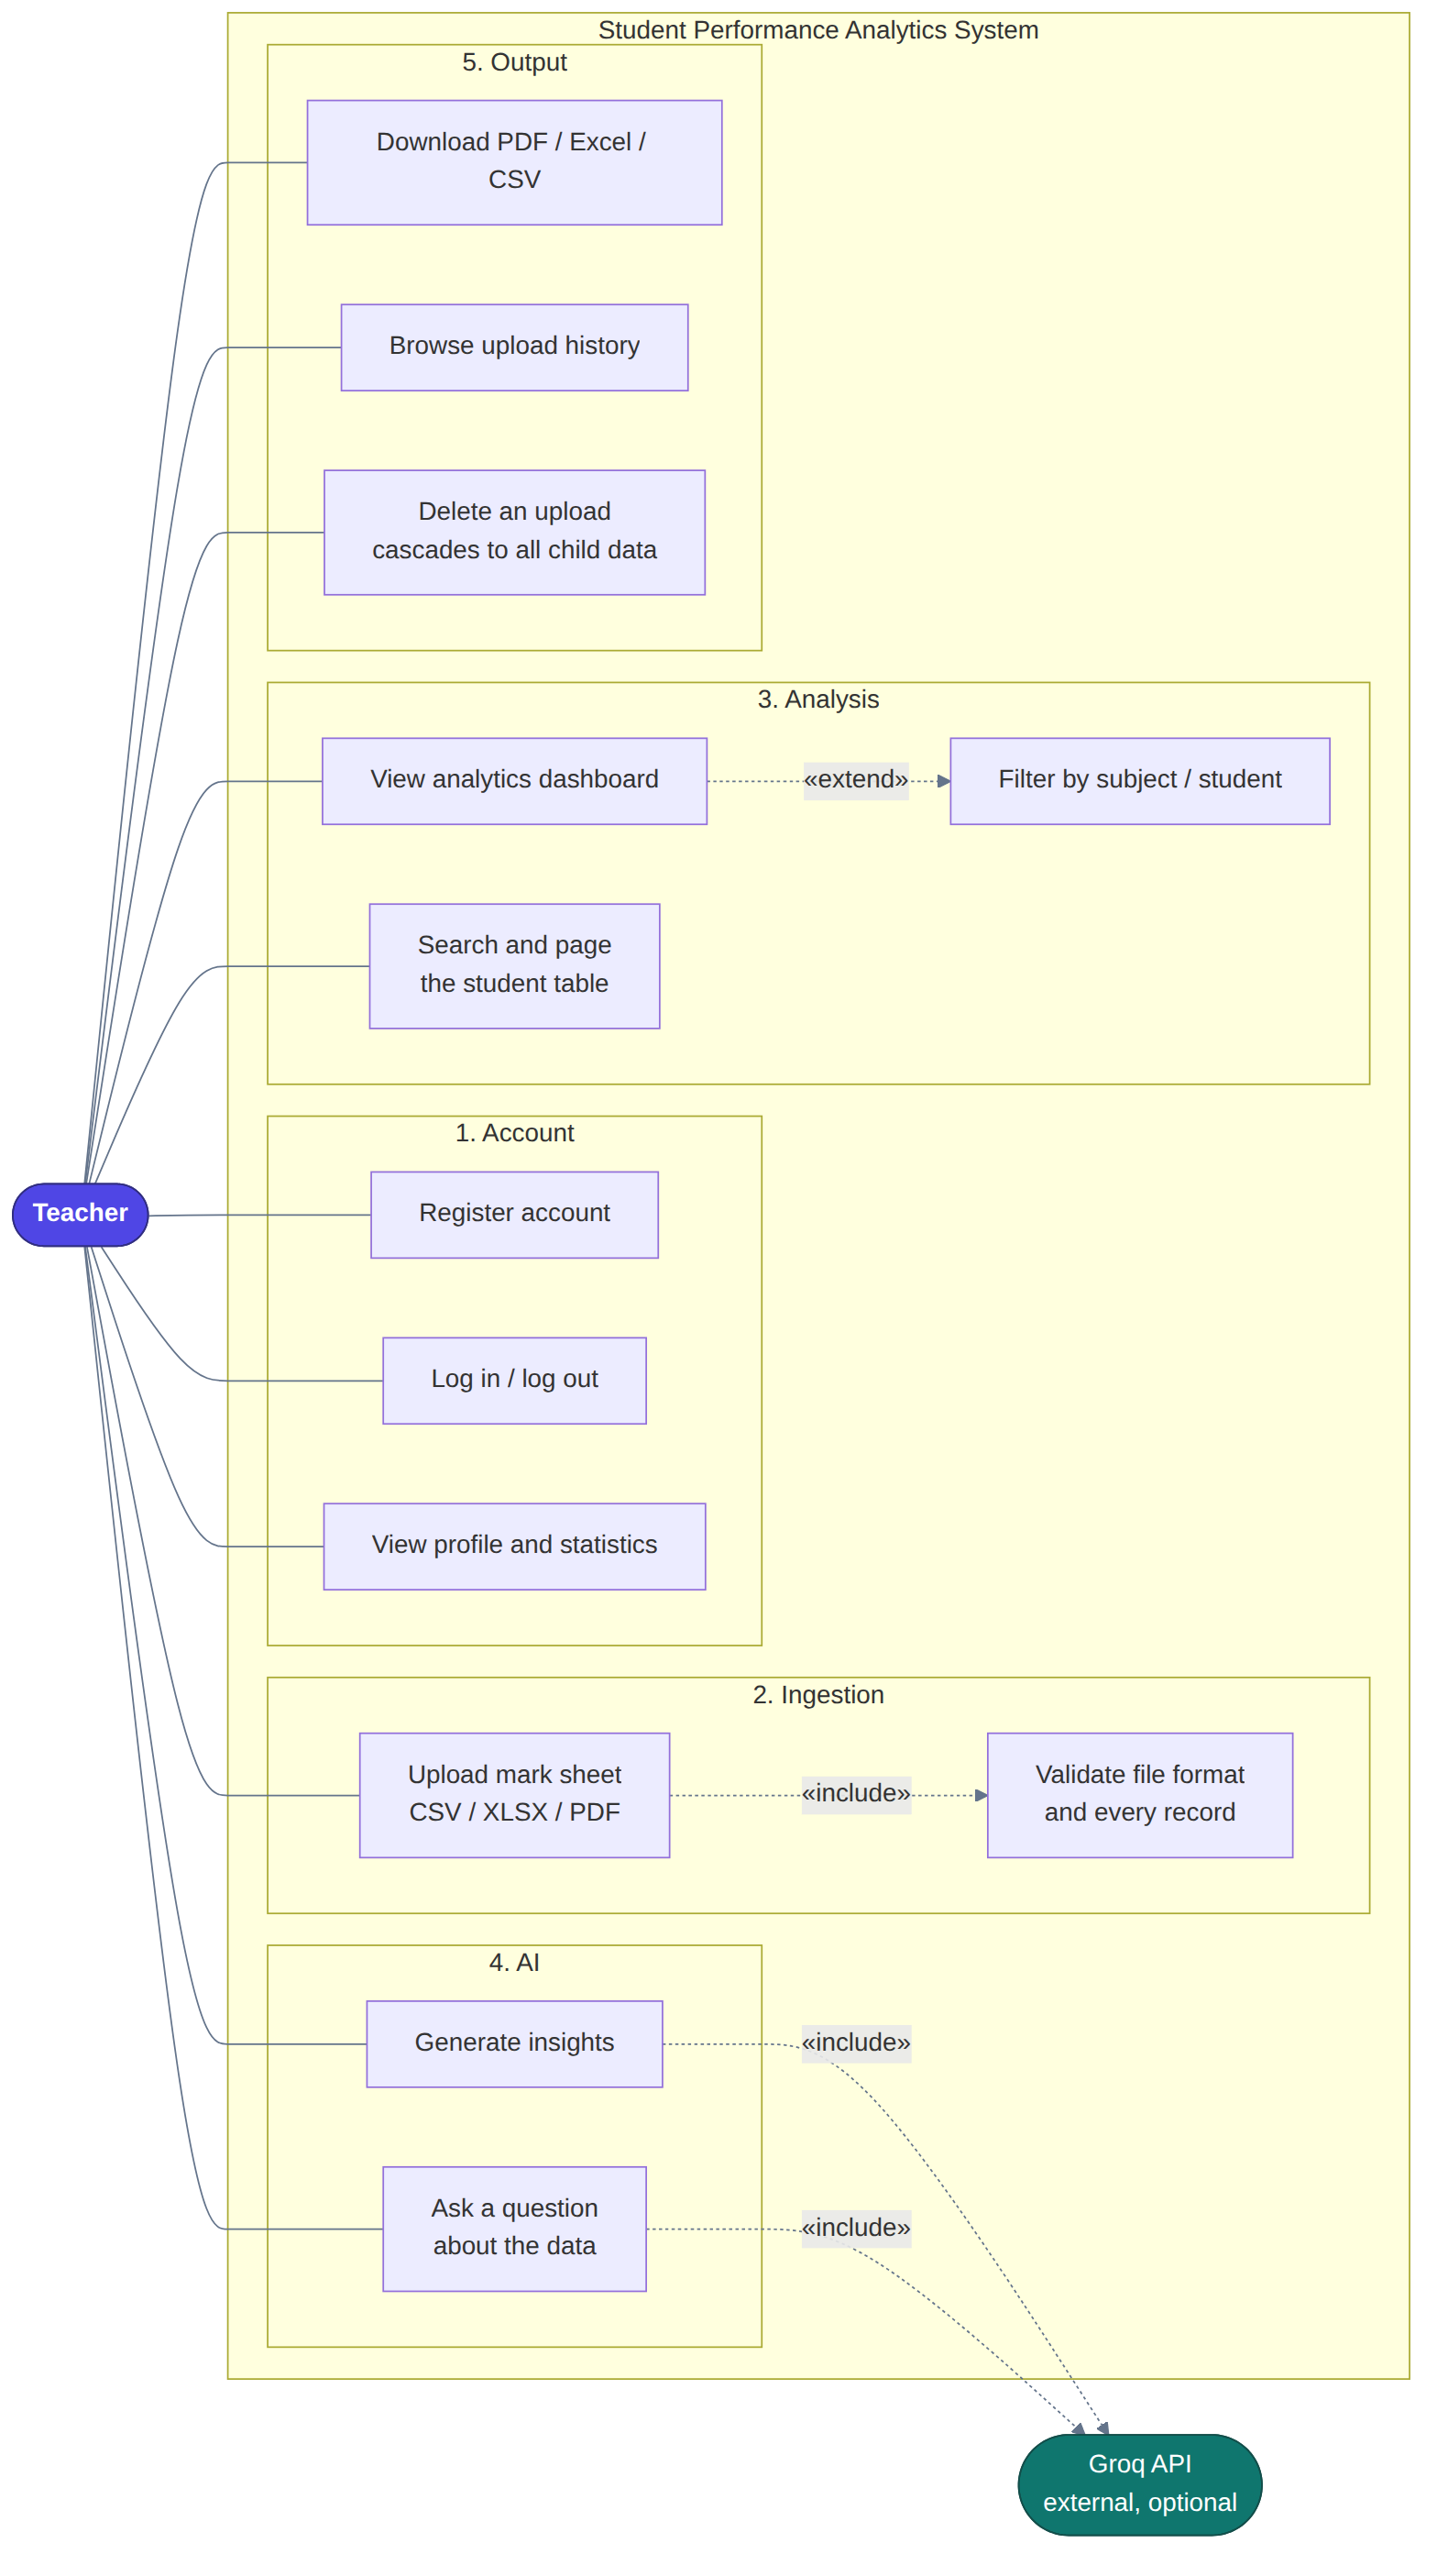 Student Performance Analytics System
5. Output
Download PDF / Excel /
CSV
Browse upload history
Delete an upload
cascades to all child data
3. Analysis
View analytics dashboard
«extend»
Filter by subject / student
Search and page
the student table
1. Account
Teacher
Register account
Log in / log out
View profile and statistics
2. Ingestion
Upload mark sheet
CSV / XLSX / PDF
«include»
Validate file format
and every record
4. AI
Generate insights
«include»
Ask a question
about the data
«include»
Groq API
external, optional